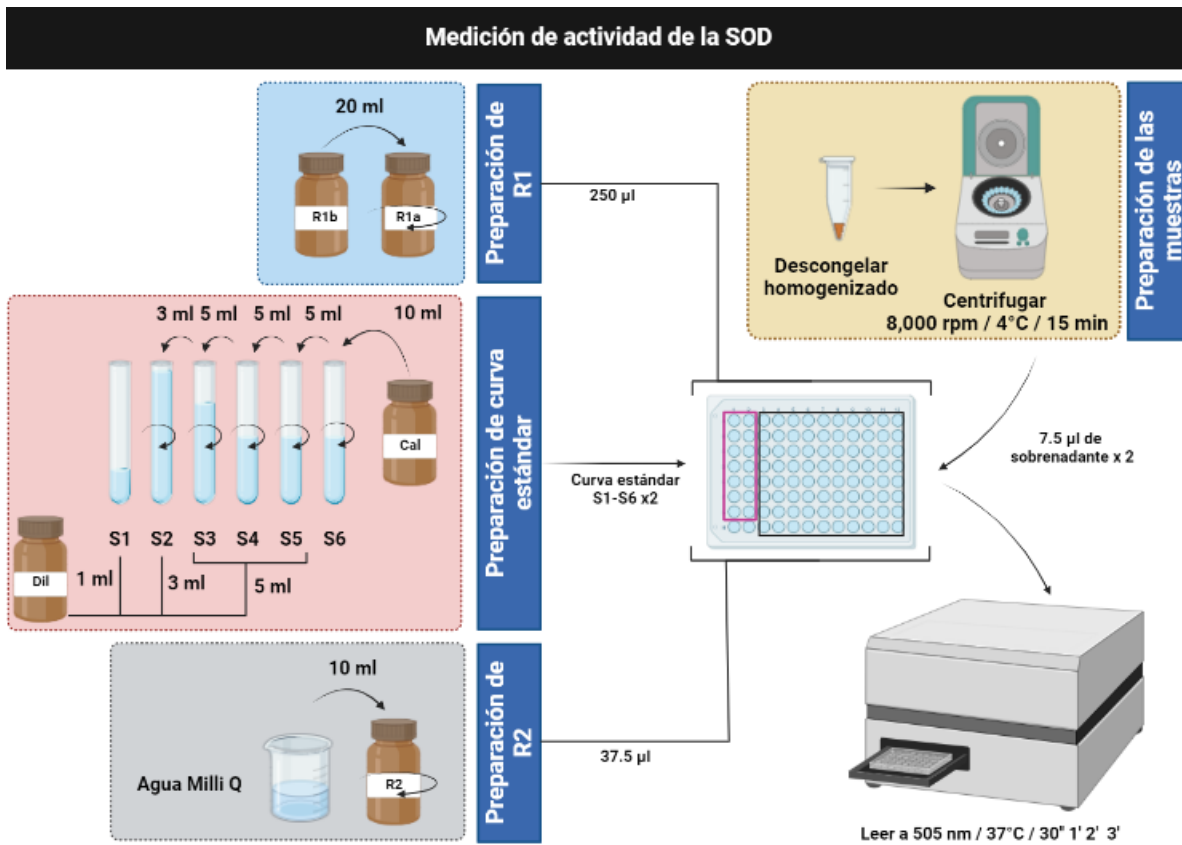 Medición de actividad de la SOD
20 ml
R1b
R1a
Preparación de
R1
250 µl
3 ml
5 ml
5 ml
5 ml
10 ml
Cal
S1
S2
S3
S4
S5
S6
Dil
1 ml
3 ml
5 ml
Preparación de curva
estándar
Curva estándar
S1-S6 x2
10 ml
Agua Milli Q
R2
Preparación de
R2
37.5 µl
Descongelar
homogenizado
Centrifugar
8,000 rpm / 4°C / 15 min
Preparación de las
muestras
7.5 µl de
sobrenadante x 2
Leer a 505 nm / 37°C / 30" 1' 2' 3'